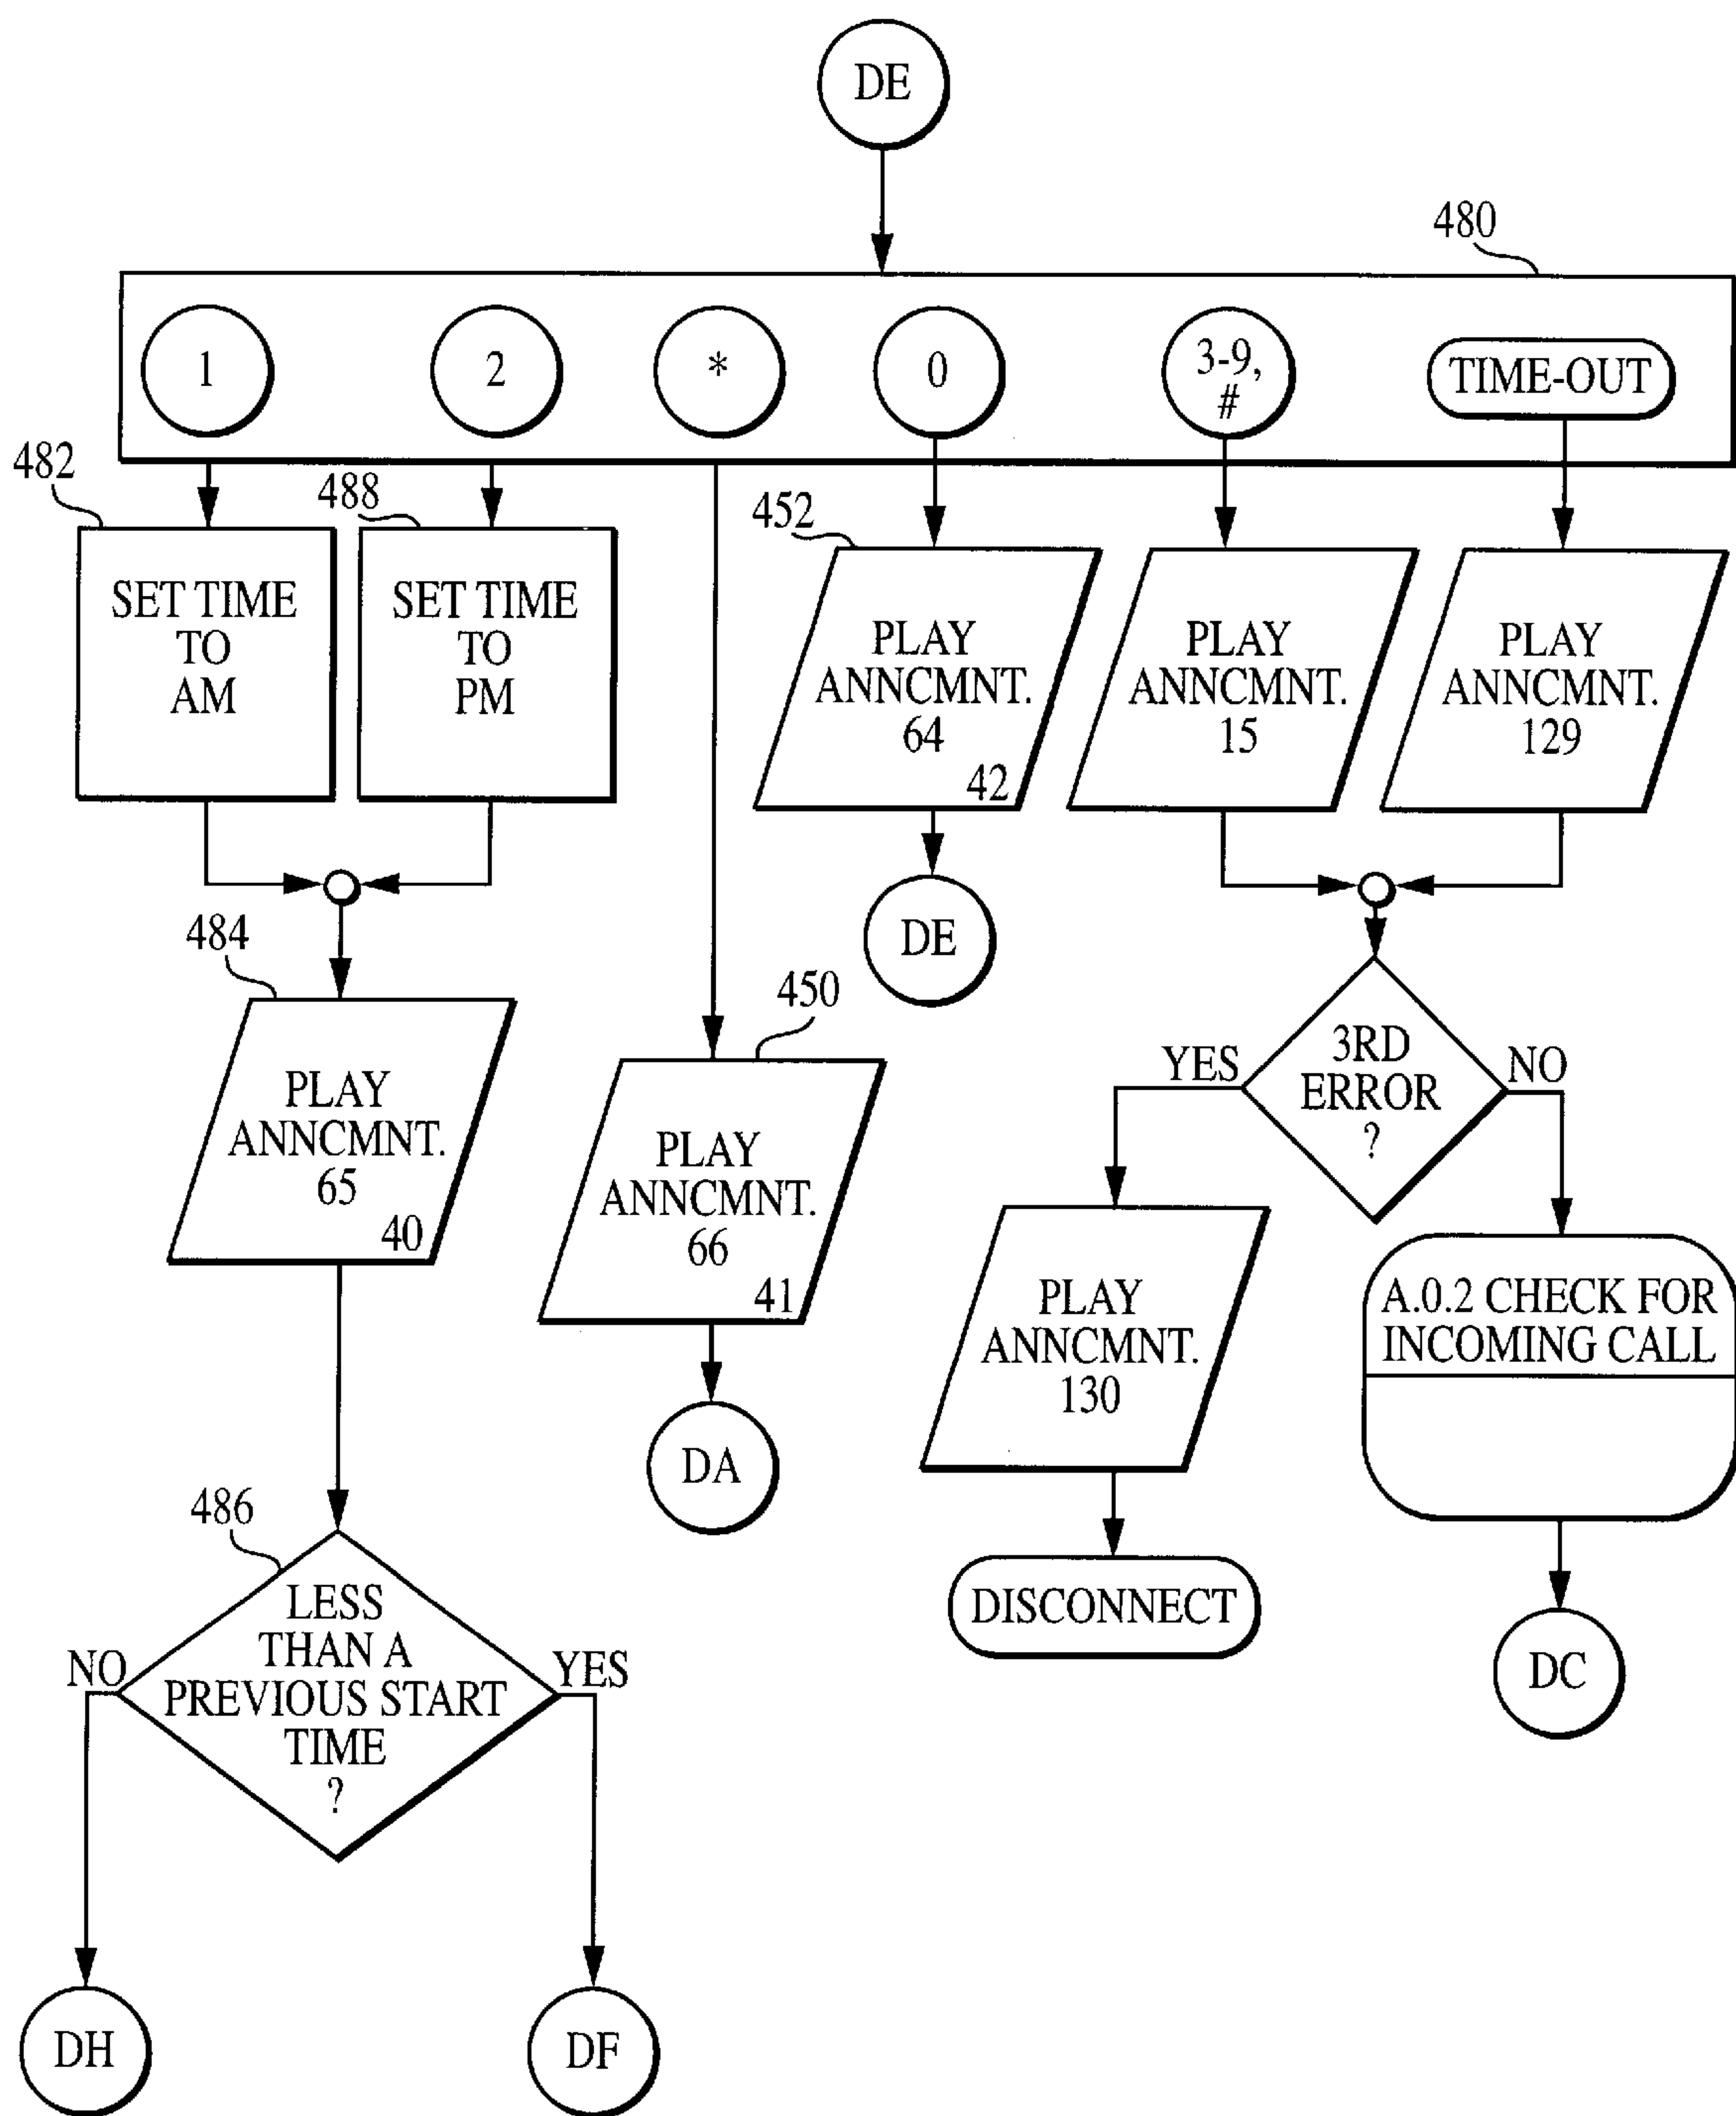 DE
480
1
2
*
0
3-9,
#
TIME-OUT
482
488
452
SET TIME
TO
AM
SET TIME
TO
PM
PLAY
ANNCMNT.
64
42
PLAY
ANNCMNT.
15
PLAY
ANNCMNT.
129
DE
484
PLAY
ANNCMNT.
65
40
450
PLAY
ANNCMNT.
66
41
DA
YES
3RD
ERROR
?
NO
PLAY
ANNCMNT.
130
DISCONNECT
A.0.2 CHECK FOR
INCOMING CALL
DC
486
LESS
THAN A
PREVIOUS START
TIME
?
NO
YES
DH
DF